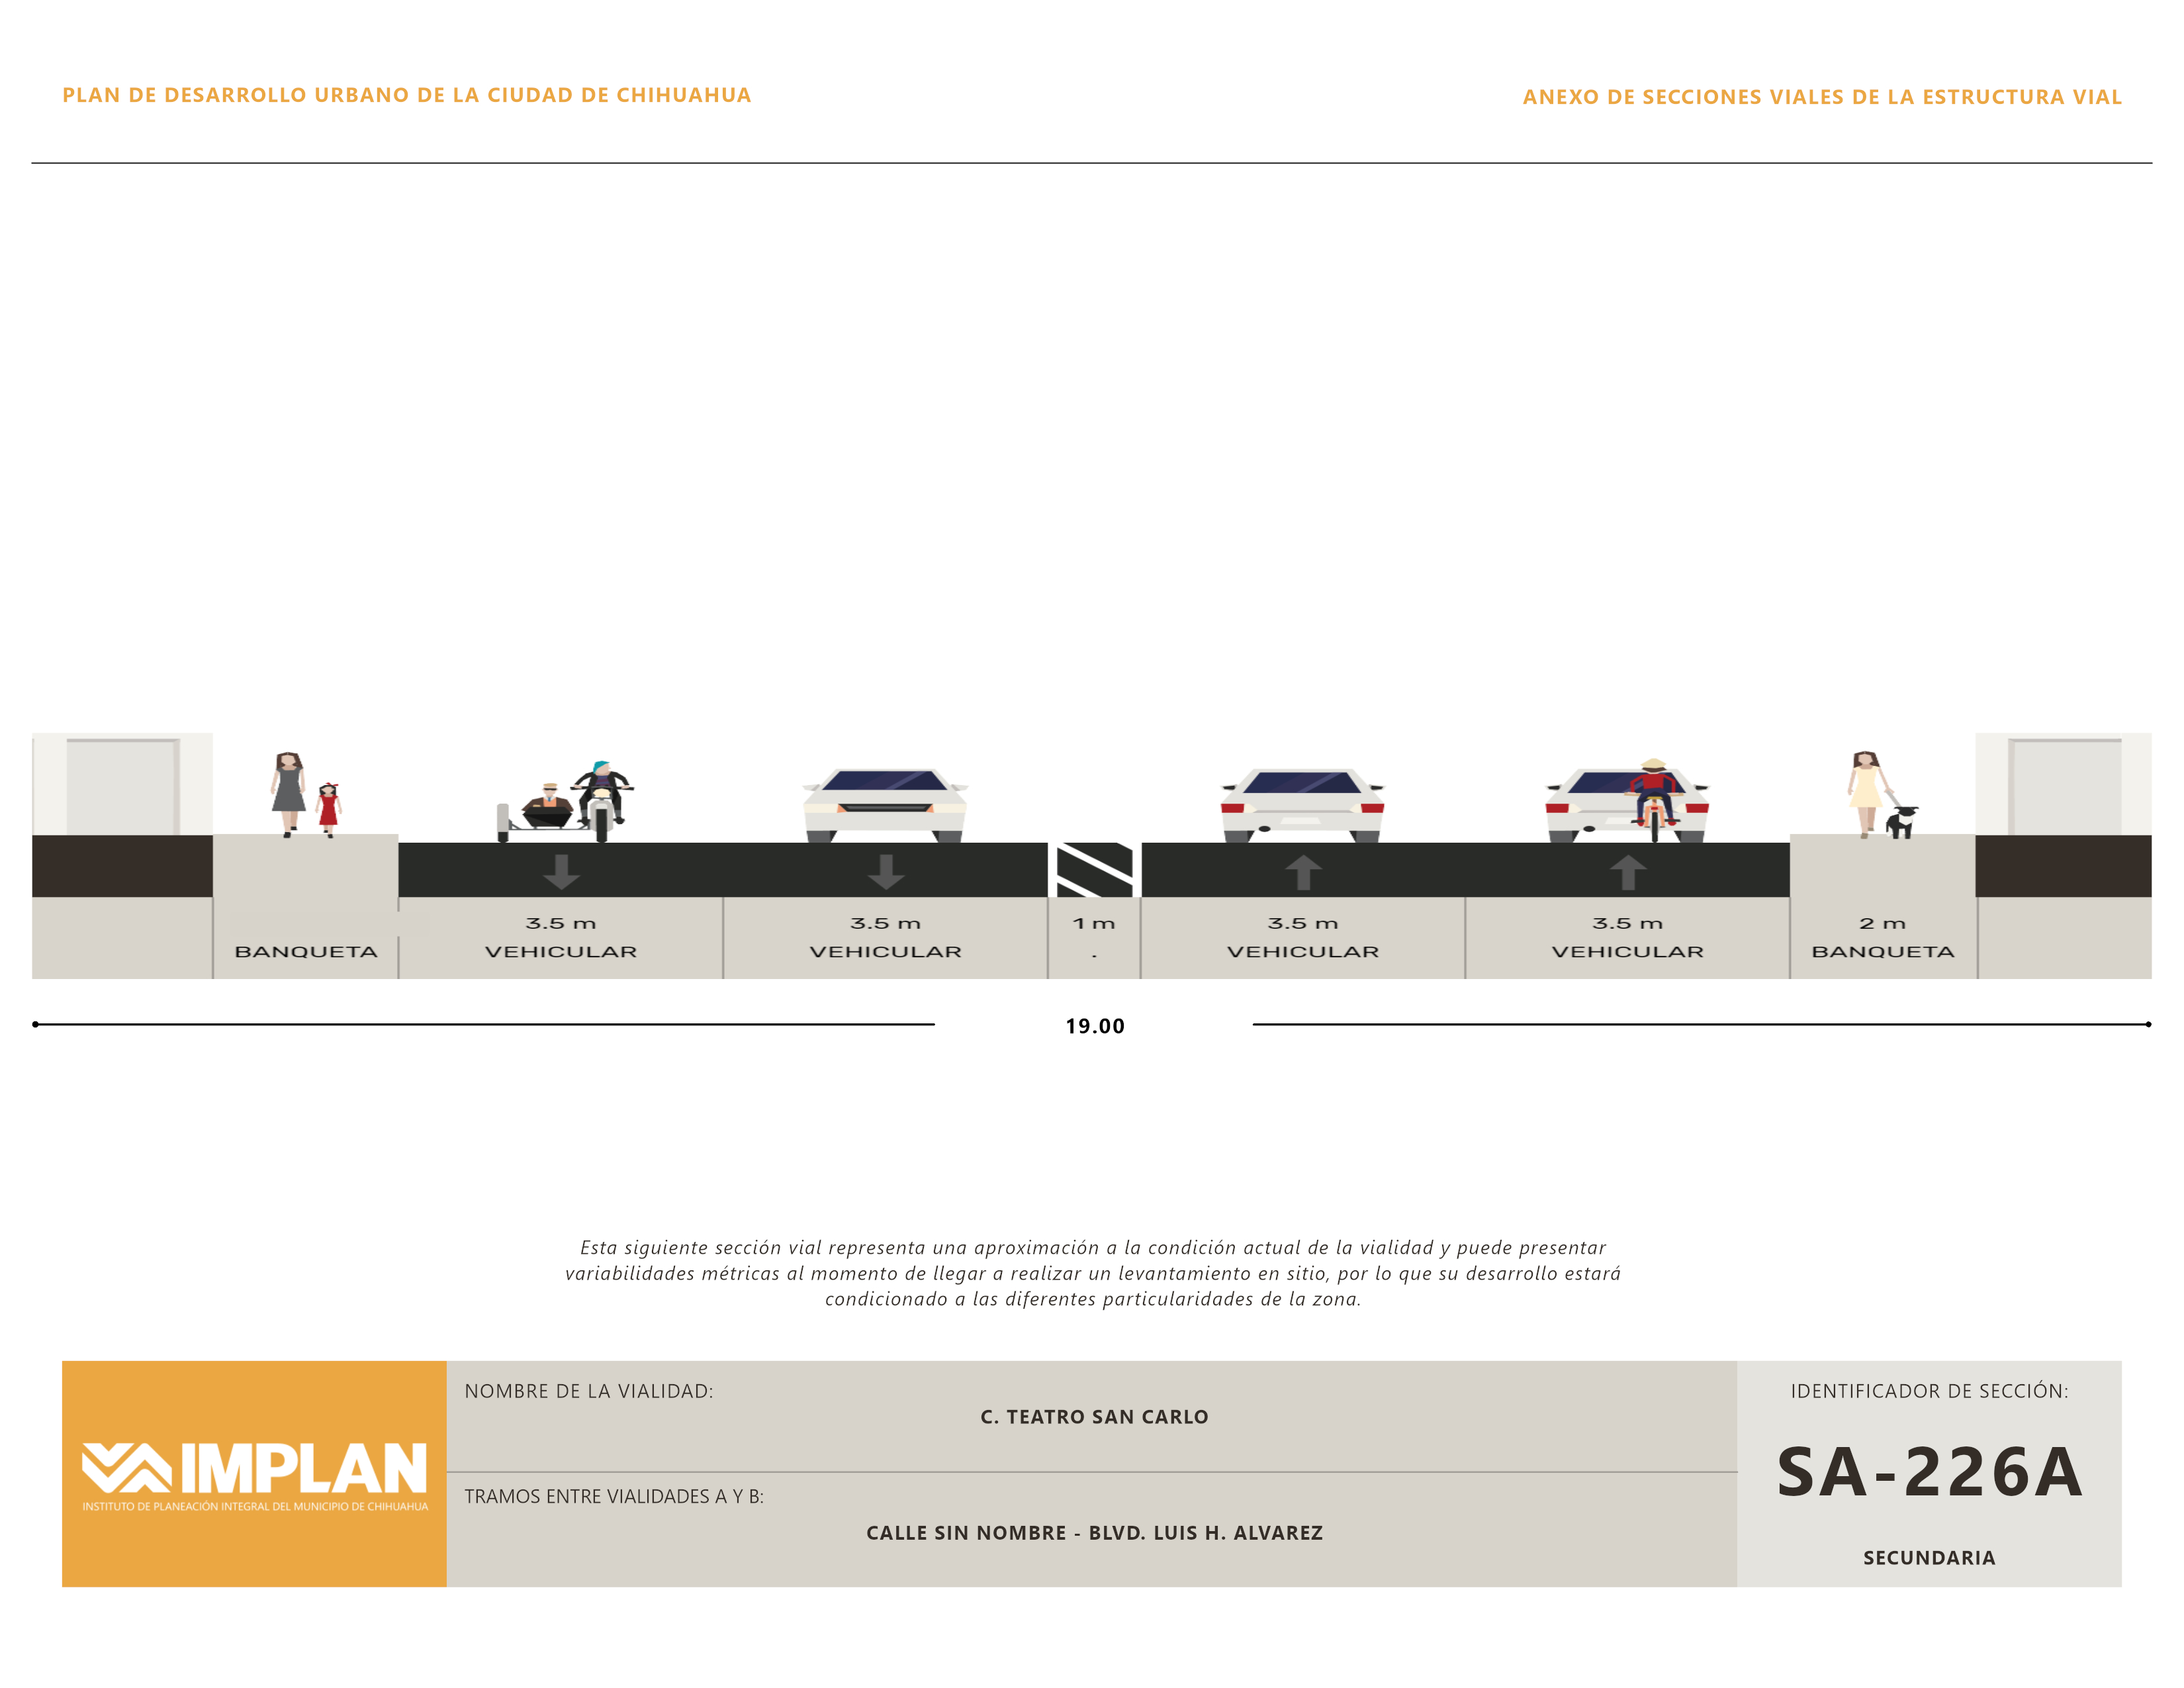 PLAN DE DESARROLLO URBANO DE LA CIUDAD DE CHIHUAHUA
ANEXO DE SECCIONES VIALES DE LA ESTRUCTURA VIAL
BANQUETA
3.5 m
VEHICULAR
3.5 m
VEHICULAR
1 m
.
3.5 m
VEHICULAR
3.5 m
VEHICULAR
2 m
BANQUETA
19.00
Esta siguiente sección vial representa una aproximación a la condición actual de la vialidad y puede presentar
variabilidades métricas al momento de llegar a realizar un levantamiento en sitio, por lo que su desarrollo estará
condicionado a las diferentes particularidades de la zona.
IMPLAN
INSTITUTO DE PLANEACIÓN INTEGRAL DEL MUNICIPIO DE CHIHUAHUA
NOMBRE DE LA VIALIDAD:
C. TEATRO SAN CARLO
TRAMOS ENTRE VIALIDADES A Y B:
CALLE SIN NOMBRE - BLVD. LUIS H. ALVAREZ
IDENTIFICADOR DE SECCIÓN:
SA-226A
SECUNDARIA